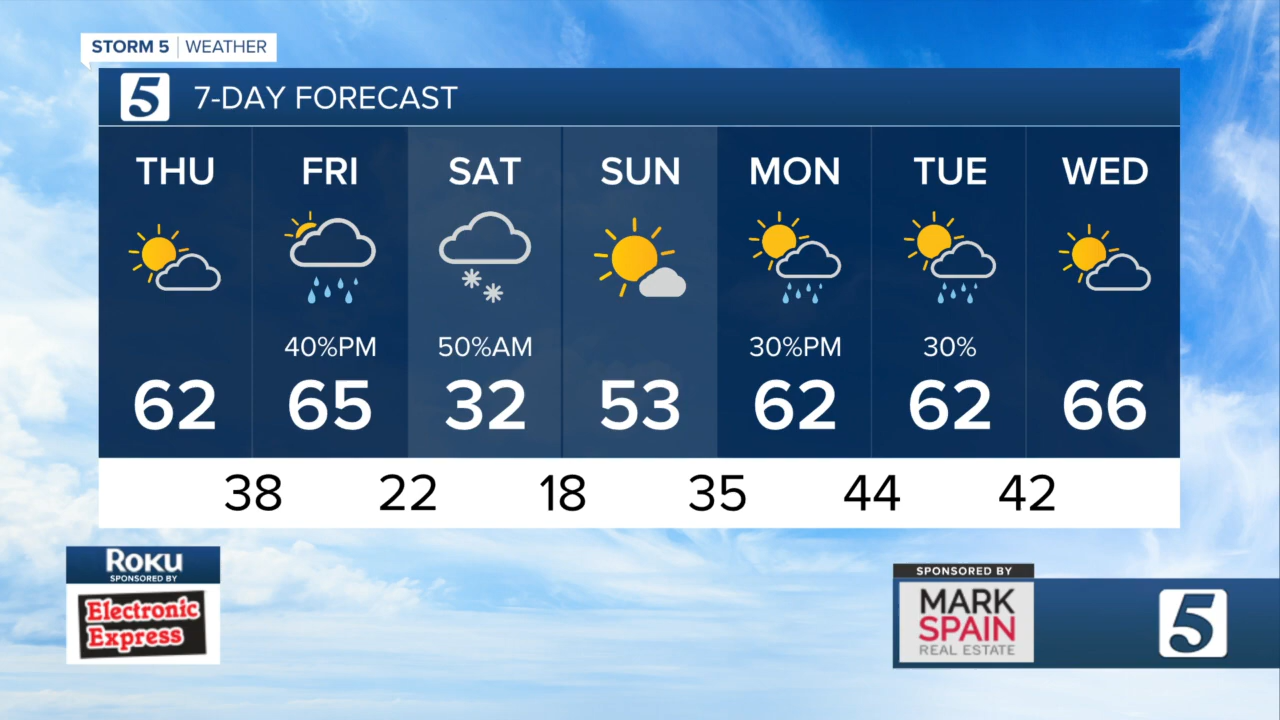 STORM 5 | WEATHER
5 7-DAY FORECAST
THU FRI SAT SUN MON TUE WED
40%PM 50%AM 30%PM 30%
62 65 32 53 62 62 66
38 22 18 35 44 42
ROKU
SPONSORED BY
Electronic
Express
SPONSORED BY
MARK
SPAIN
REAL ESTATE
5